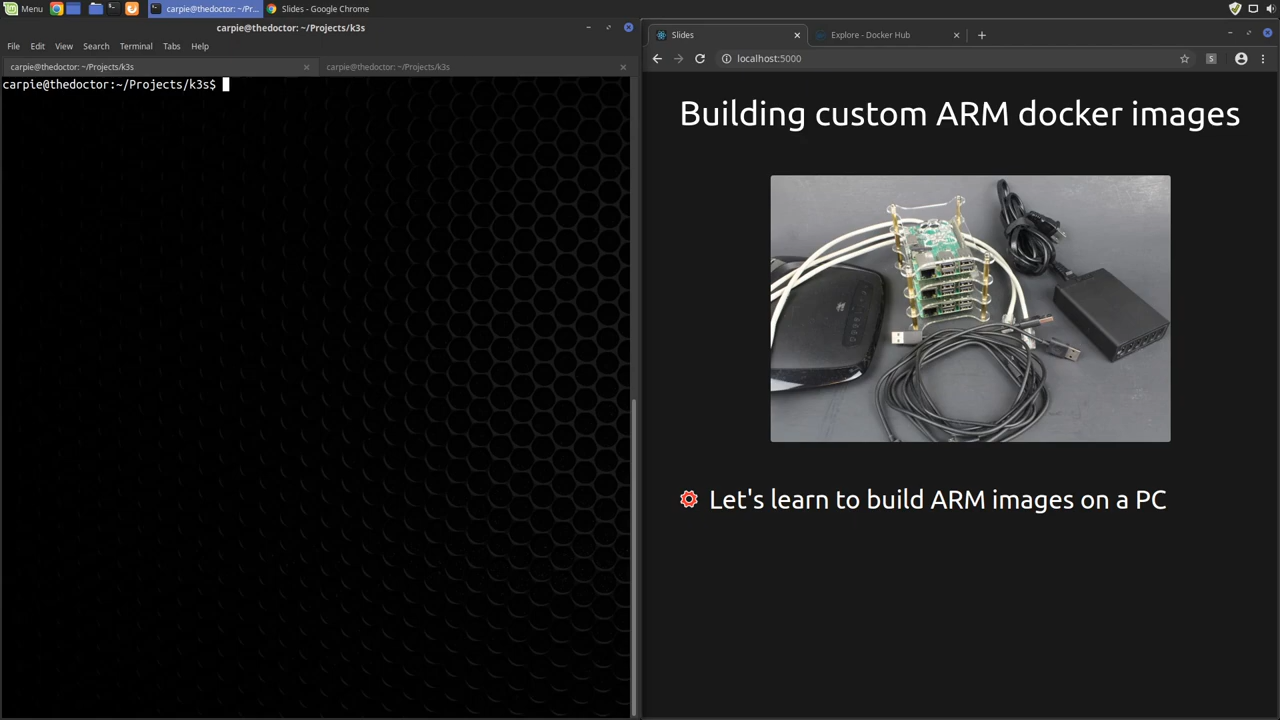 Menu
carpie@thedoctor: ~/Pr...
Slides - Google Chrome
carpie@thedoctor: ~/Projects/k3s
File Edit View Search Terminal Tabs Help
carpie@thedoctor: ~/Projects/k3s
carpie@thedoctor: ~/Projects/k3s
carpie@thedoctor:~/Projects/k3s$
Slides
Explore - Docker Hub
localhost:5000
S
Building custom ARM docker images
Let's learn to build ARM images on a PC